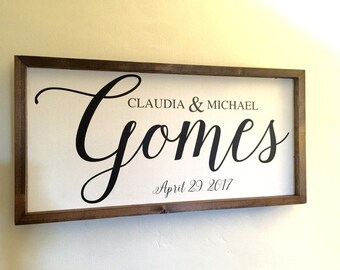 CLAUDIA & MICHAEL
Gomes
April 29. 2017